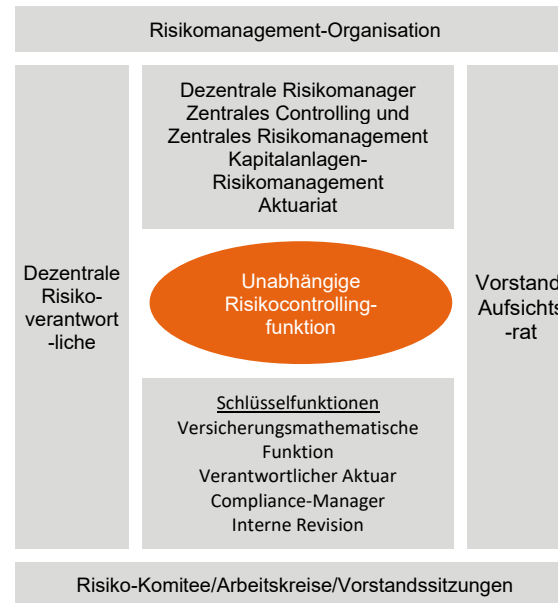 Risikomanagement-Organisation
Dezentrale Risikomanager
Zentrales Controlling und
Zentrales Risikomanagement
Kapitalanlagen-
Risikomanagement
Aktuariat
Dezentrale
Risiko-
verantwort
-liche
Unabhängige
Risikocontrolling-
funktion
Vorstand
Aufsichts
-rat
Schlüsselfunktionen
Versicherungsmathematische
Funktion
Verantwortlicher Aktuar
Compliance-Manager
Interne Revision
Risiko-Komitee/Arbeitskreise/Vorstandssitzungen